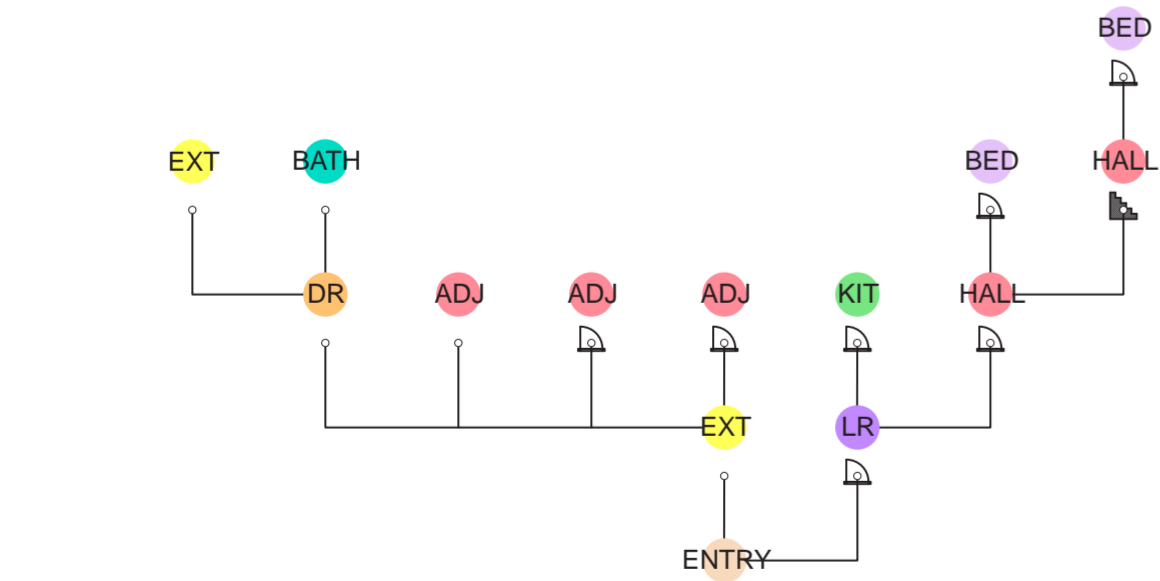 BED
EXT BATH BED HALL
DR ADJ ADJ ADJ KIT HALL
EXT LR
ENTRY